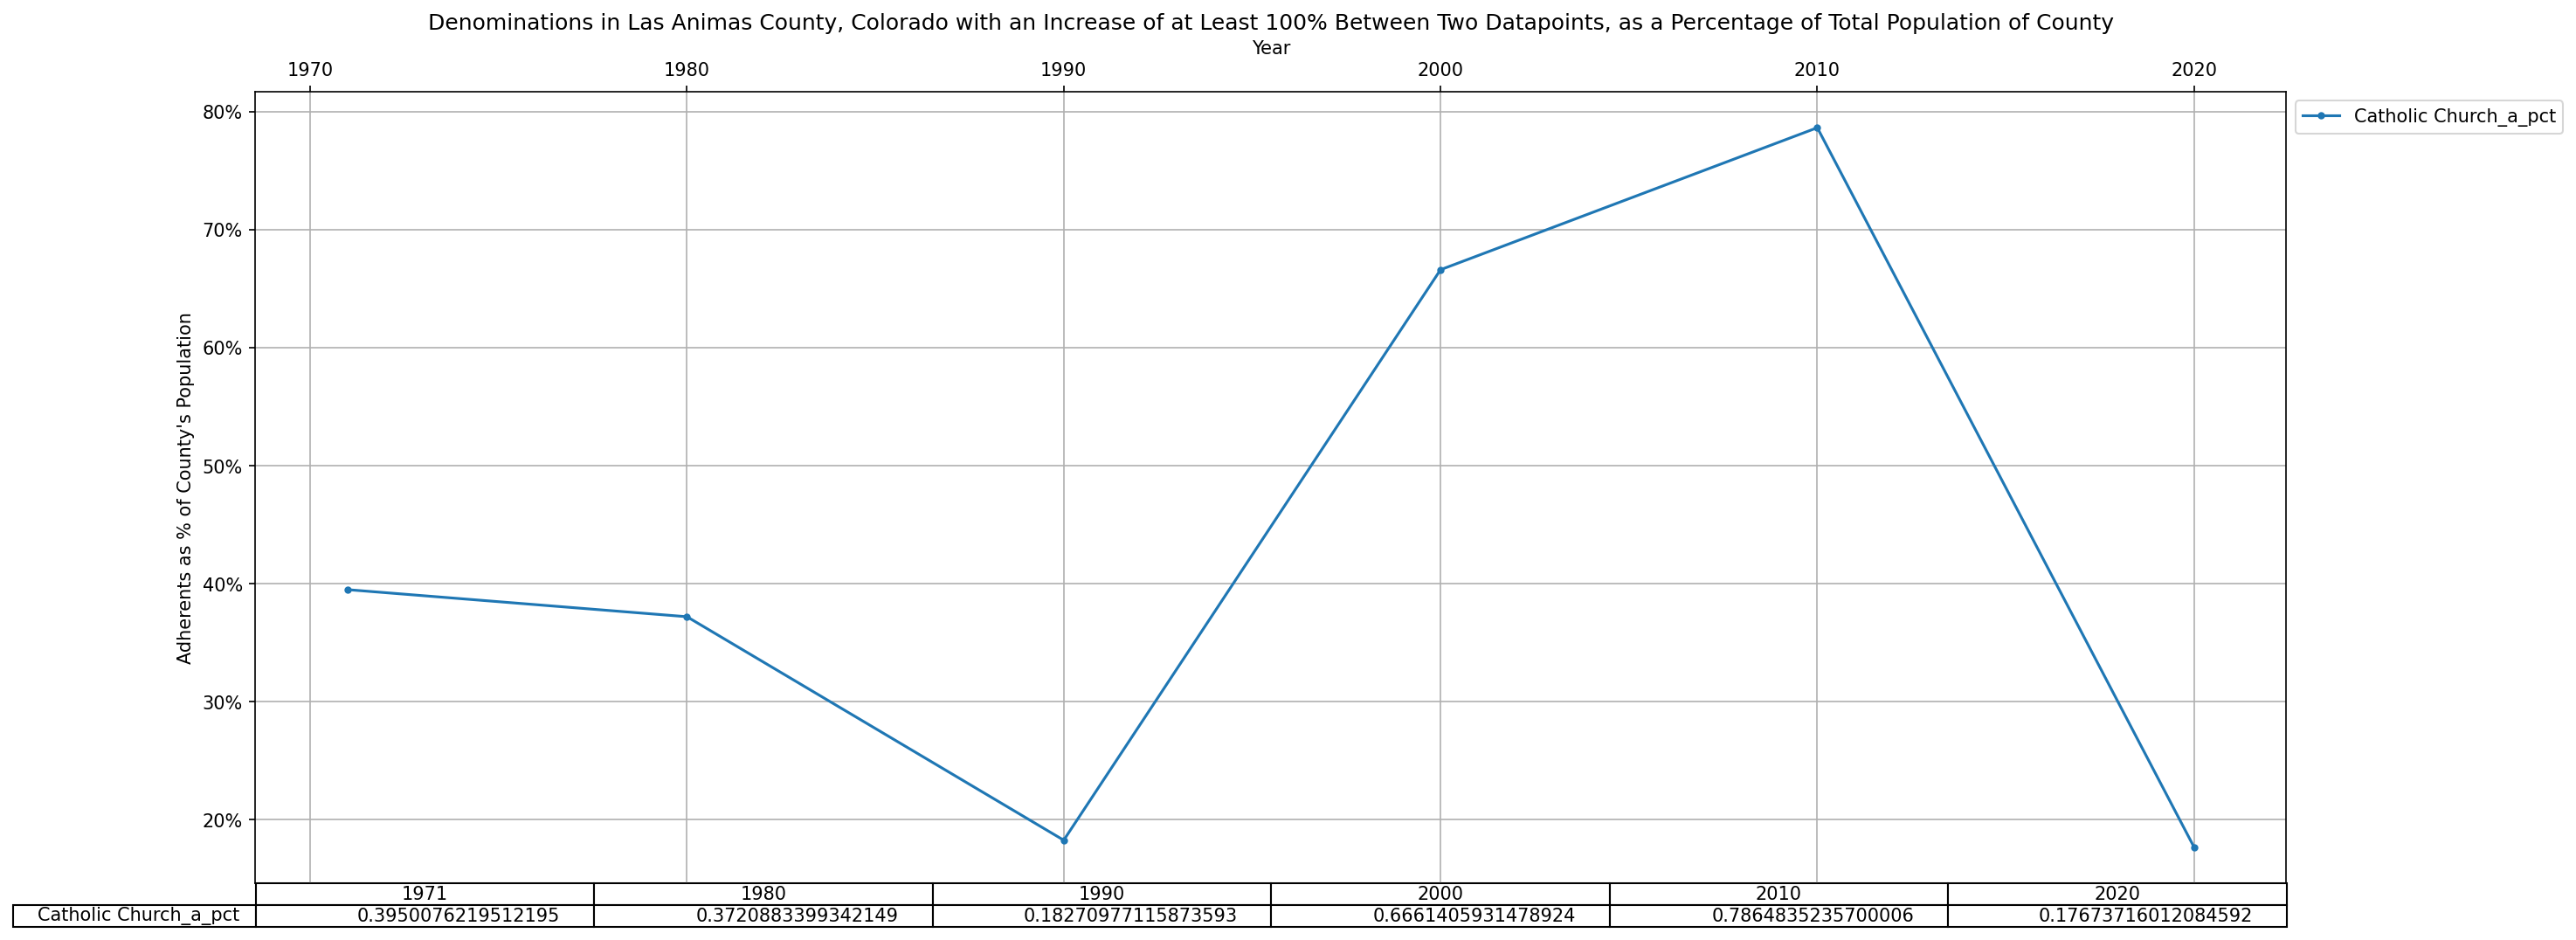 Denominations in Las Animas County, Colorado with an Increase of at Least 100% Between Two Datapoints, as a Percentage of Total Population of County
Year
1970 1980 1990 2000 2010 2020
80%
70%
60%
50%
40%
30%
20%
Adherents as % of County's Population
Catholic Church_a_pct
1971 1980 1990 2000 2010 2020
Catholic Church_a_pct 0.3950076219512195 0.3720883399342149 0.18270977115873593 0.6661405931478924 0.7864835235700006 0.17673716012084592